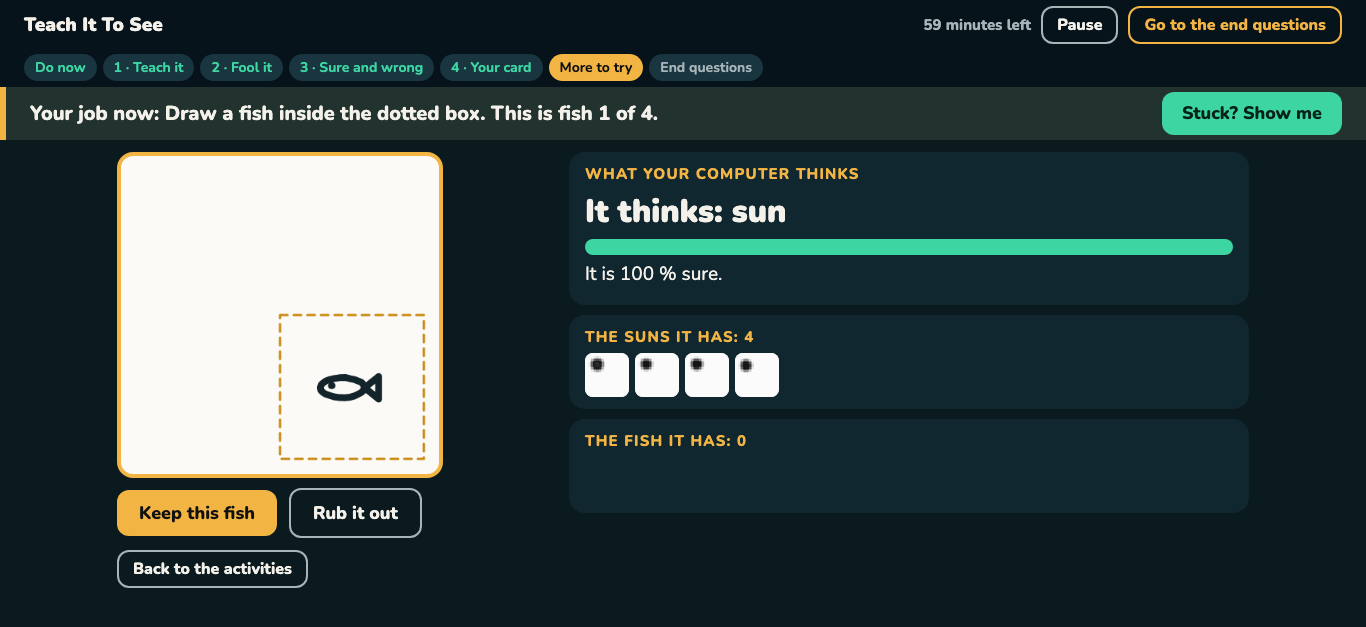 Teach It To See
59 minutes left
Pause
Go to the end questions
Do now
1 · Teach it
2 · Fool it
3 · Sure and wrong
4 · Your card
More to try
End questions
Your job now: Draw a fish inside the dotted box. This is fish 1 of 4.
Stuck? Show me
WHAT YOUR COMPUTER THINKS
It thinks: sun
It is 100 % sure.
THE SUNS IT HAS: 4
THE FISH IT HAS: 0
Keep this fish
Rub it out
Back to the activities